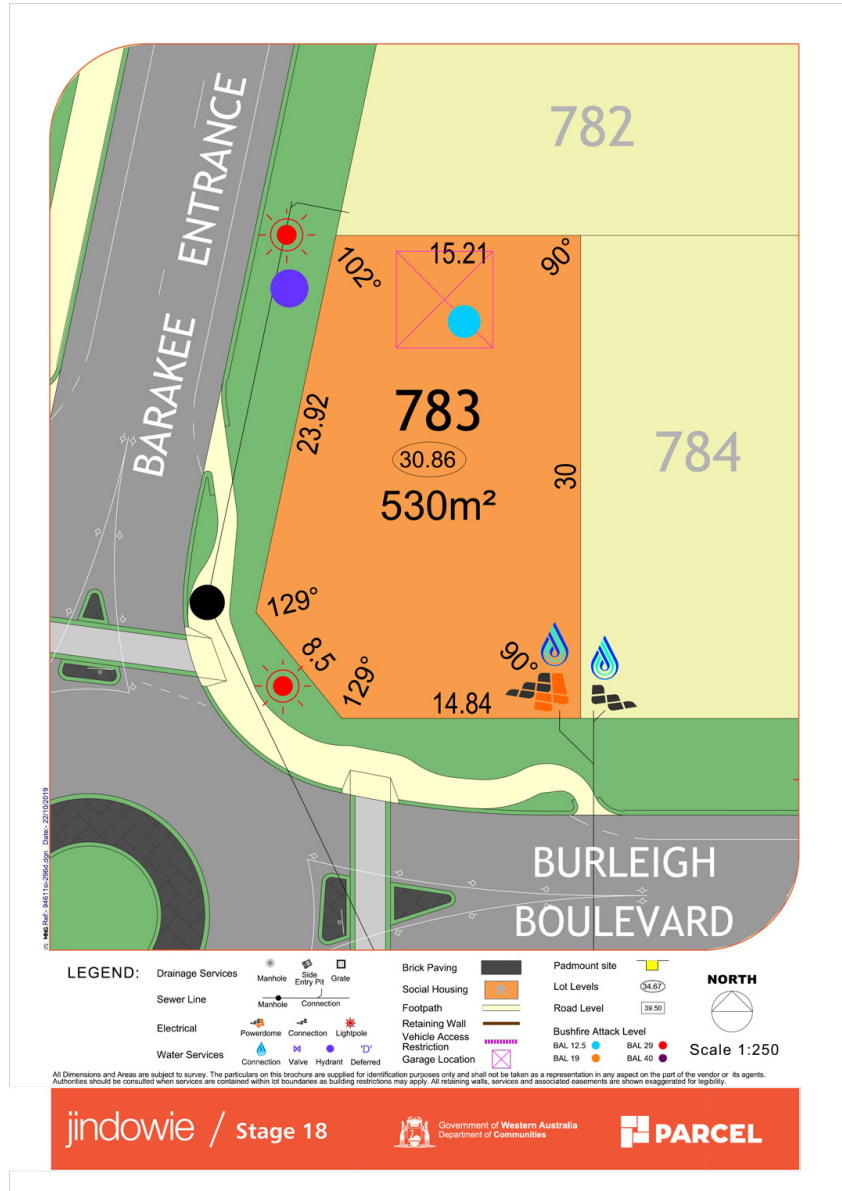 782
BARAKEE ENTRANCE
15.21
102°
90°
783
30.86
530m²
23.92
30
784
129°
8.5
129°
90°
14.84
BURLEIGH
BOULEVARD
MNG Ref:- 94611si-296d.dgn Date:- 22/10/2019
LEGEND:
Drainage Services
Manhole
Side Entry Pit
Grate
Sewer Line
Manhole
Connection
Electrical
Powerdome
Connection
Lightpole
Water Services
Connection
Valve
Hydrant
'D'
Deferred
Brick Paving
Social Housing
Footpath
Retaining Wall
Vehicle Access
Restriction
Garage Location
Padmount site
Lot Levels
34.67
Road Level
39.50
Bushfire Attack Level
BAL 12.5
BAL 29
BAL 19
BAL 40
NORTH
Scale 1:250
All Dimensions and Areas are subject to survey. The particulars on this brochure are supplied for identification purposes only and shall not be taken as a representation in any aspect on the part of the vendor or its agents.
Authorities should be consulted when services are contained within lot boundaries as building restrictions may apply. All retaining walls, services and associated easements are shown exaggerated for legibility.
jindowie / Stage 18
Government of Western Australia
Department of Communities
PARCEL